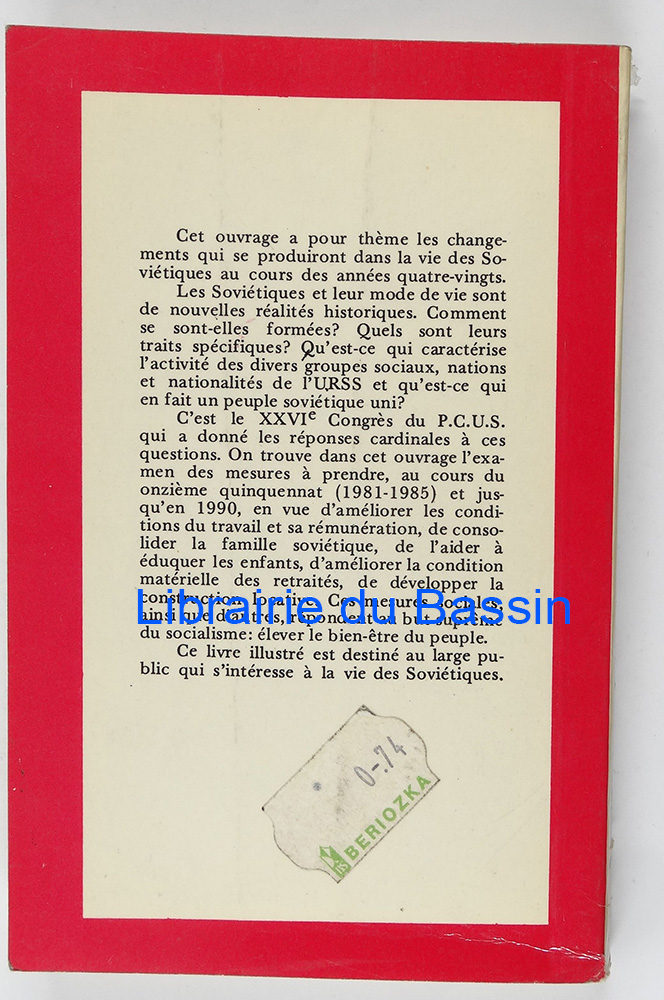 Cet ouvrage a pour thème les change-
ments qui se produiront dans la vie des So-
viétiques au cours des années quatre-vingts.
Les Soviétiques et leur mode de vie sont
de nouvelles réalités historiques. Comment
se sont-elles formées? Quels sont leurs
traits spécifiques? Qu'est-ce qui caractérise
l'activité des divers groupes sociaux, nations
et nationalités de l'URSS et qu'est-ce qui
en fait un peuple soviétique uni?
C'est le XXVIe Congrès du P.C.U.S.
qui a donné les réponses cardinales à ces
questions. On trouve dans cet ouvrage l'exa-
men des mesures à prendre, au cours du
onzième quinquennat (1981-1985) et jus-
qu'en 1990, en vue d'améliorer les condi-
tions du travail et sa rémunération, de conso-
lider la famille soviétique, de l'aider à
éduquer les enfants, d'améliorer la condition
matérielle des retraités, de développer la
construction locative. Ces mesures sociales,
ainsi que d'autres, répondent au but suprême
du socialisme: élever le bien-être du peuple.
Ce livre illustré est destiné au large pu-
blic qui s'intéresse à la vie des Soviétiques.
Librairie du Bassin
0-74
BERIOZKA